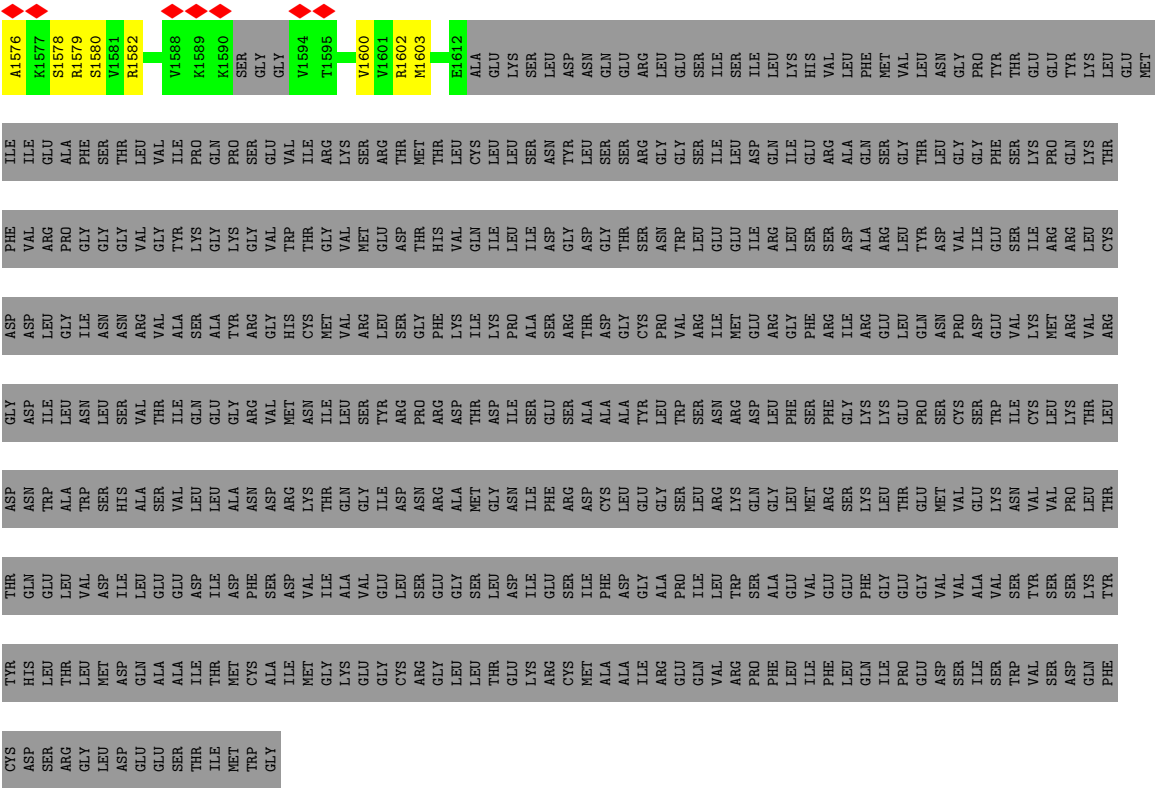 A1576 K1577 S1578 R1579 S1580 V1581 R1582 V1588 K1589 K1590 SER GLY GLY V1594 T1595 V1600 V1601 R1602 M1603 E1612 ALA GLU LYS SER LEU ASP ASN GLN GLU ARG LEU GLU SER ILE SER ILE LEU LYS HIS VAL LEU PHE MET VAL LEU ASN GLY PRO TYR THR GLU GLU TYR LYS LEU GLU MET
ILE ILE GLU ALA PHE SER THR LEU VAL ILE PRO GLN PRO SER GLU VAL ILE ARG LYS SER ARG THR MET THR LEU CYS LEU LEU SER ASN TYR LEU SER SER ARG GLY GLY SER ILE LEU ASP GLN ILE GLU ARG ALA GLN SER GLY THR LEU GLY GLY PHE SER LYS PRO GLN LYS THR
PHE VAL ARG PRO GLY GLY GLY VAL GLY TYR LYS GLY LYS GLY VAL TRP THR GLY VAL MET GLU ASP THR HIS VAL GLN ILE LEU ILE ASP GLY ASP GLY THR SER ASN TRP LEU GLU GLU ILE ARG LEU SER SER ASP ALA ARG LEU TYR ASP VAL ILE GLU SER ILE ARG ARG LEU CYS
ASP ASP LEU GLY ILE ASN ASN ARG VAL ALA SER ALA TYR ARG GLY HIS CYS MET VAL ARG LEU SER GLY PHE LYS ILE LYS PRO ALA SER ARG THR ASP GLY CYS PRO VAL ARG ILE MET GLU ARG GLY PHE ARG ILE ARG GLU LEU GLN ASN PRO ASP GLU VAL LYS MET ARG VAL ARG
GLY ASP ILE LEU ASN LEU SER VAL THR ILE GLN GLU GLY ARG VAL MET ASN ILE LEU SER TYR ARG PRO ARG ASP THR ASP ILE SER GLU SER ALA ALA ALA TYR LEU TRP SER ASN ARG ASP LEU PHE SER PHE GLY LYS LYS GLU PRO SER CYS SER TRP ILE CYS LEU LYS THR LEU
ASP ASN TRP ALA TRP SER HIS ALA SER VAL LEU LEU ALA ASN ASP ARG LYS THR GLN GLY ILE ASP ASN ARG ALA MET GLY ASN ILE PHE ARG ASP CYS LEU GLU GLY SER LEU ARG LYS GLN GLY LEU MET ARG SER LYS LEU THR GLU MET VAL GLU LYS ASN VAL VAL PRO LEU THR
THR GLN GLU LEU VAL ASP ILE LEU GLU GLU ASP ILE ASP PHE SER ASP VAL ILE ALA VAL GLU LEU SER GLU GLY SER LEU ASP ILE GLU SER ILE PHE ASP GLY ALA PRO ILE LEU TRP SER ALA GLU VAL GLU GLU PHE GLY GLU GLY VAL VAL ALA VAL SER TYR SER SER LYS TYR
TYR HIS LEU THR LEU MET ASP GLN ALA ALA ILE THR MET CYS ALA ILE MET GLY LYS GLU GLY CYS ARG GLY LEU LEU THR GLU LYS ARG CYS MET ALA ALA ILE ARG GLU GLN VAL ARG PRO PHE LEU ILE PHE LEU GLN ILE PRO GLU ASP SER ILE SER TRP VAL SER ASP GLN PHE
CYS ASP SER ARG GLY LEU ASP GLU GLU SER THR ILE MET TRP GLY